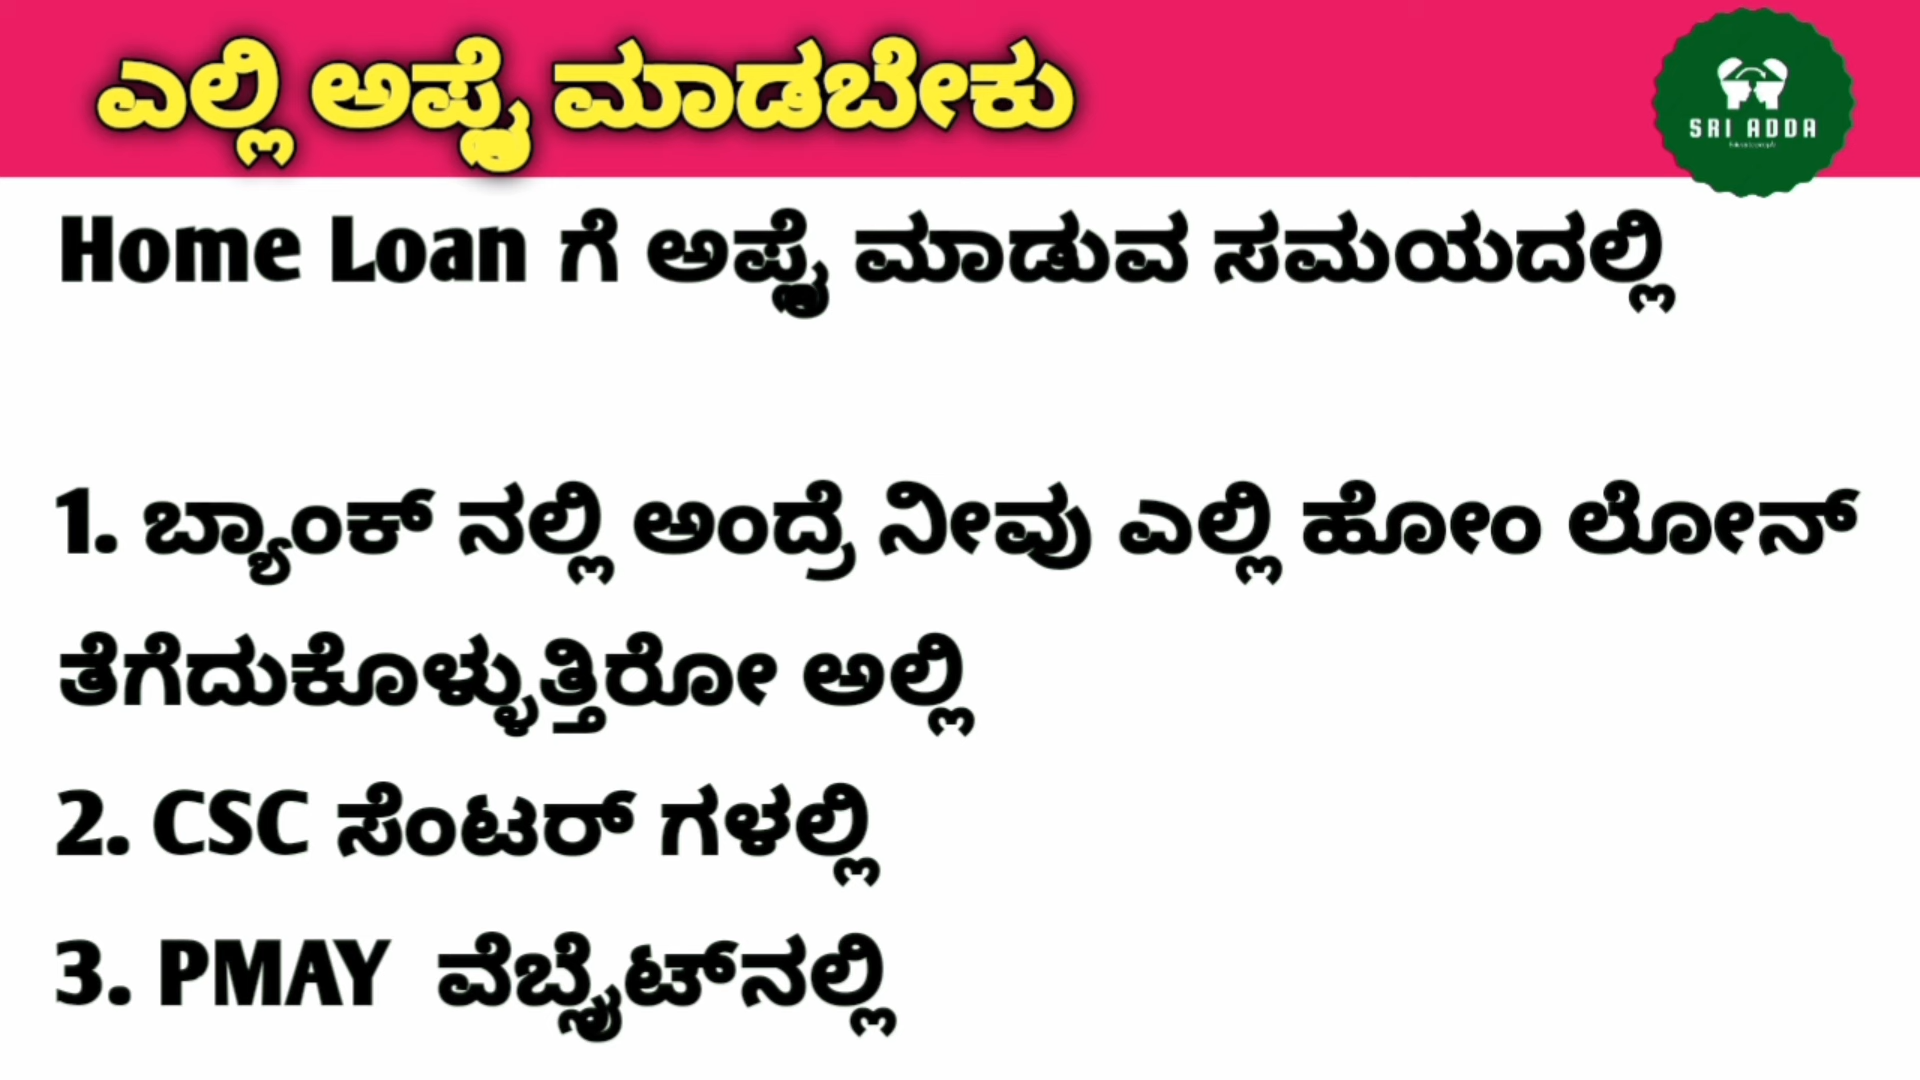 ಎಲ್ಲಿ ಅಪ್ಲೈ ಮಾಡಬೇಕು
SRI ADDA
Home Loan ಗೆ ಅಪ್ಲೈ ಮಾಡುವ ಸಮಯದಲ್ಲಿ
1. ಬ್ಯಾಂಕ್ ನಲ್ಲಿ ಅಂದ್ರೆ ನೀವು ಎಲ್ಲಿ ಹೋಂ ಲೋನ್
ತೆಗೆದುಕೊಳ್ಳುತ್ತಿರೋ ಅಲ್ಲಿ
2. CSC ಸೆಂಟರ್ ಗಳಲ್ಲಿ
3. PMAY ವೆಬ್ಸೈಟ್‌ನಲ್ಲಿ